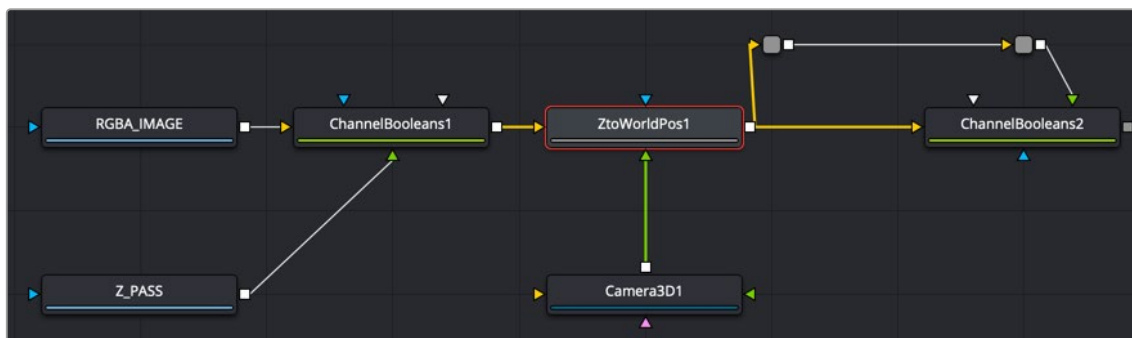 RGBA_IMAGE
ChannelBooleans1
ZtoWorldPos1
ChannelBooleans2
Z_PASS
Camera3D1